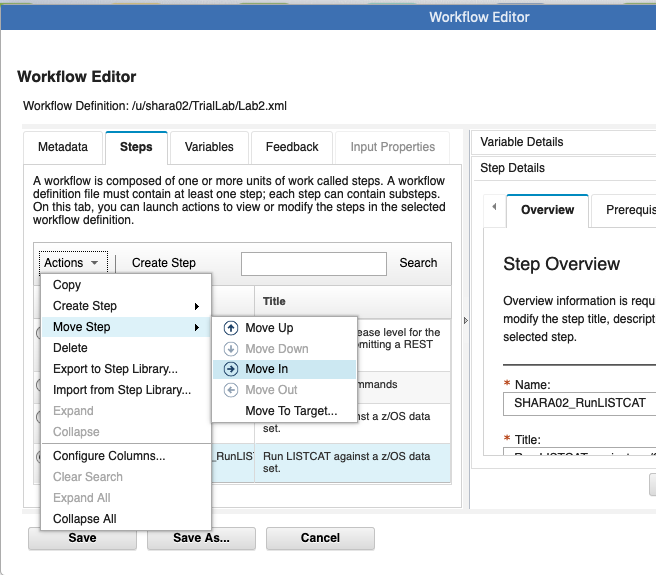 Workflow Editor
Workflow Editor
Workflow Definition: /u/shara02/TrialLab/Lab2.xml
Metadata
Steps
Variables
Feedback
Input Properties
A workflow is composed of one or more units of work called steps. A workflow
definition file must contain at least one step; each step can contain substeps.
On this tab, you can launch actions to view or modify the steps in the selected
workflow definition.
Actions
Create Step
Search
Title
Copy
Create Step
Move Step
Delete
Export to Step Library...
Import from Step Library...
Expand
Collapse
Configure Columns...
Clear Search
Expand All
Collapse All
Move Up
Move Down
Move In
Move Out
Move To Target...
ease level for the
mitting a REST
mmands
nst a z/OS data
set.
_RunLIS
Run LISTCAT against a z/OS data
set.
Save
Save As...
Cancel
Variable Details
Step Details
Overview
Prerequis
Step Overview
Overview information is requi
modify the step title, descript
selected step.
* Name:
SHARA02_RunLISTCAT
* Title: